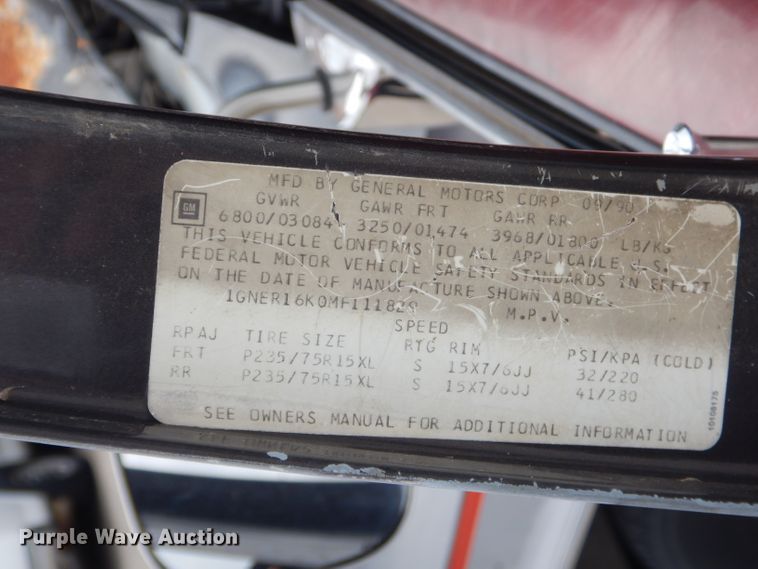 MFD BY GENERAL MOTORS CORP 09/90
GM
GVWR GAWR FRT GAWR RR
6800/03084 3250/01474 3968/01800 LB/KG
THIS VEHICLE CONFORMS TO ALL APPLICABLE U.S.
FEDERAL MOTOR VEHICLE SAFETY STANDARDS IN EFFECT
ON THE DATE OF MANUFACTURE SHOWN ABOVE.
M.P.V.
SPEED
RPAJ TIRE SIZE RTG RIM PSI/KPA (COLD)
FRT P235/75R15XL S 15X7/6JJ 32/220
RR P235/75R15XL S 15X7/6JJ 41/280
SEE OWNERS MANUAL FOR ADDITIONAL INFORMATION
Purple Wave Auction